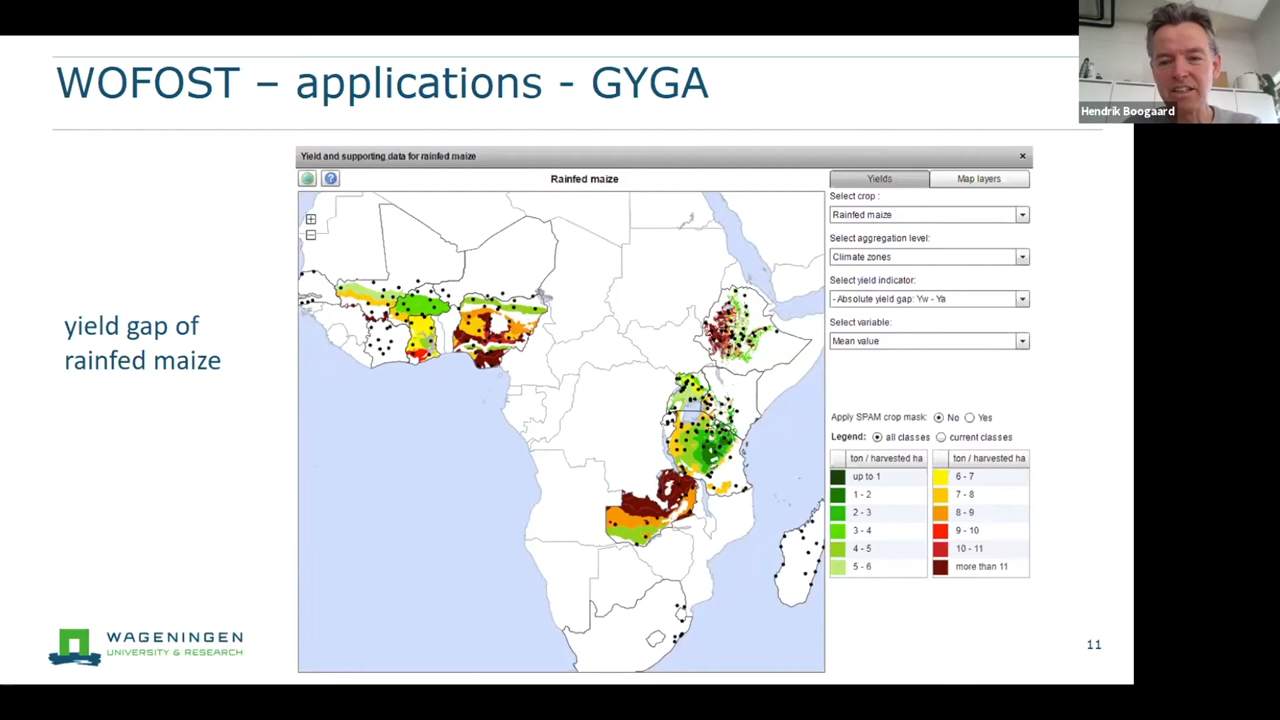 Hendrik Boogaard
WOFOST – applications - GYGA
Yield and supporting data for rainfed maize
Rainfed maize
Yields
Map layers
Select crop :
Rainfed maize
Select aggregation level:
Climate zones
Select yield indicator:
- Absolute yield gap: Yw - Ya
Select variable:
Mean value
yield gap of
rainfed maize
Apply SPAM crop mask: No Yes
Legend: all classes current classes
ton / harvested ha ton / harvested ha
up to 1 6 - 7
1 - 2 7 - 8
2 - 3 8 - 9
3 - 4 9 - 10
4 - 5 10 - 11
5 - 6 more than 11
WAGENINGEN
UNIVERSITY & RESEARCH
11